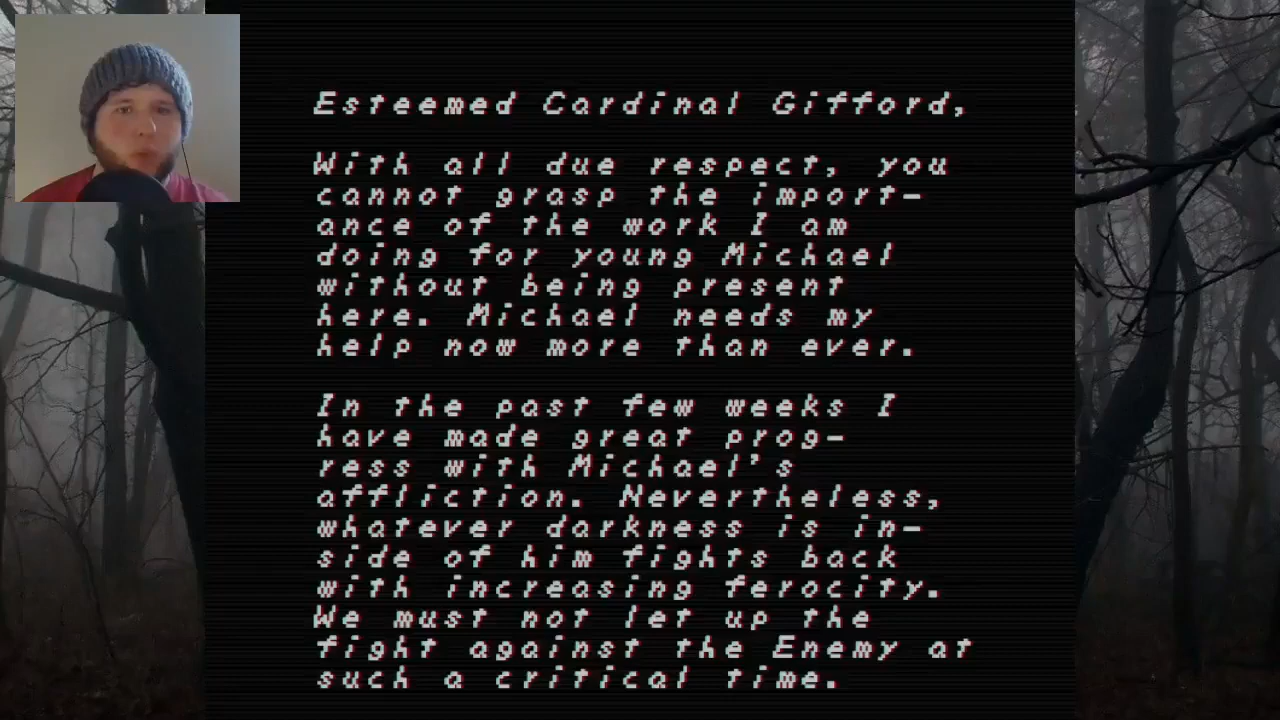 Esteemed Cardinal Gifford,
With all due respect, you
cannot grasp the import-
ance of the work I am
doing for young Michael
without being present
here. Michael needs my
help now more than ever.
In the past few weeks I
have made great prog-
ress with Michael's
affliction. Nevertheless,
whatever darkness is in-
side of him fights back
with increasing ferocity.
We must not let up the
fight against the Enemy at
such a critical time.